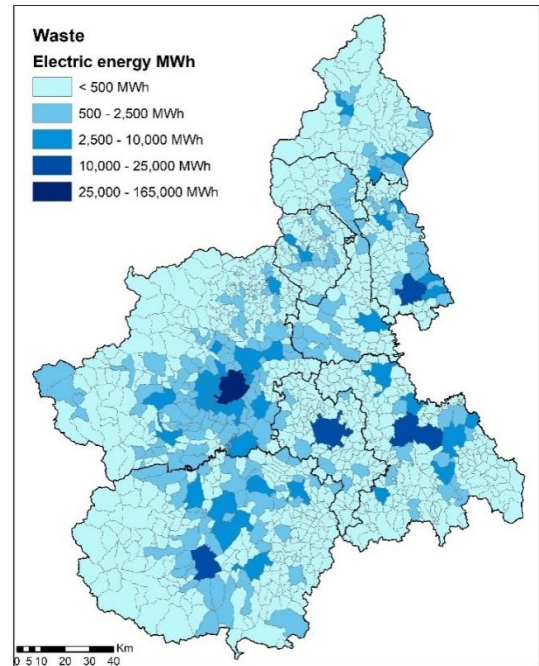 Waste
Electric energy MWh
< 500 MWh
500 - 2,500 MWh
2,500 - 10,000 MWh
10,000 - 25,000 MWh
25,000 - 165,000 MWh
Km
0 5 10 20 30 40